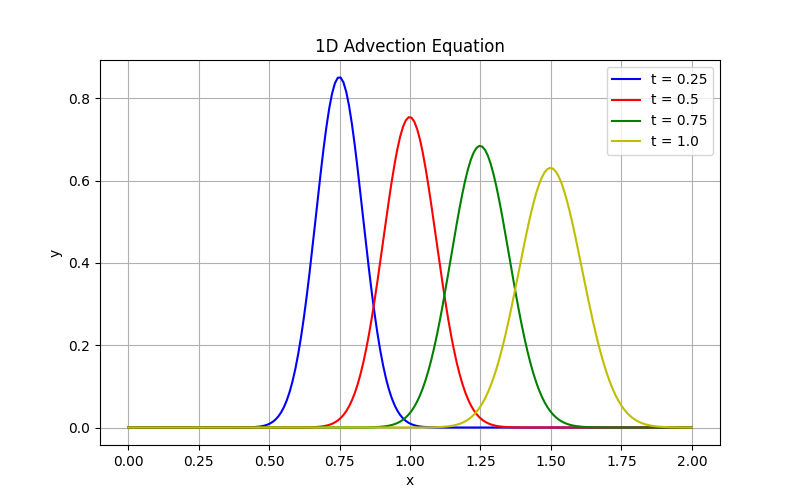 1D Advection Equation
t = 0.25
t = 0.5
t = 0.75
t = 1.0
y
0.8
0.6
0.4
0.2
0.0
0.00 0.25 0.50 0.75 1.00 1.25 1.50 1.75 2.00
x